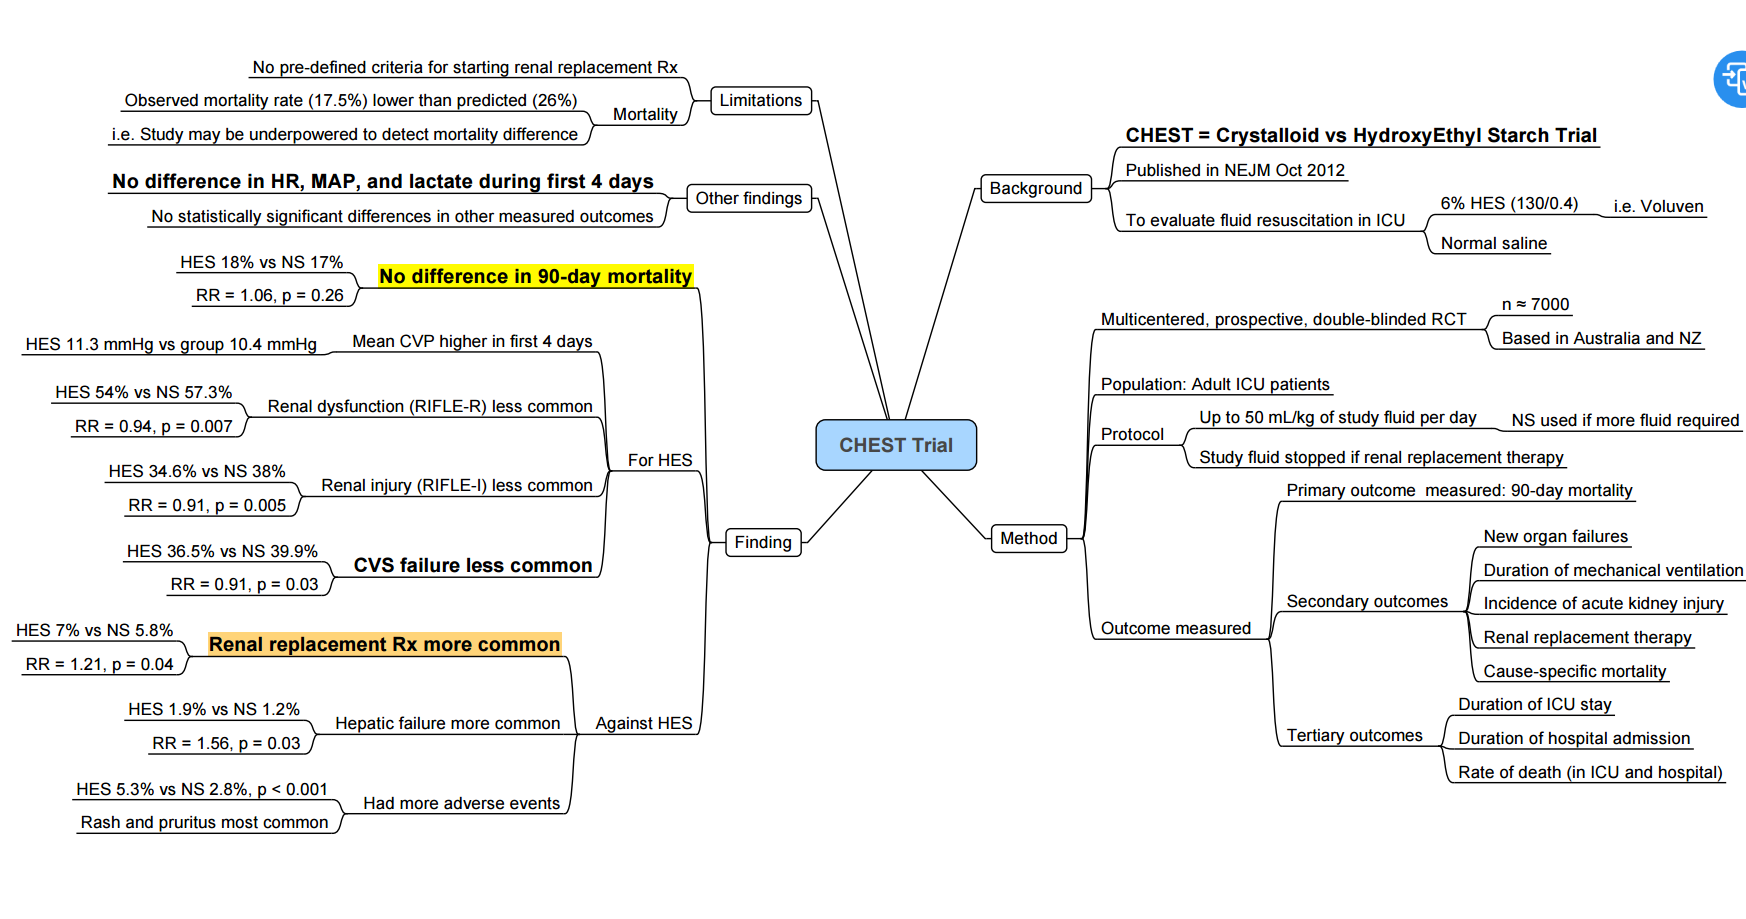 No pre-defined criteria for starting renal replacement Rx
Observed mortality rate (17.5%) lower than predicted (26%)
i.e. Study may be underpowered to detect mortality difference
Mortality
Limitations
No difference in HR, MAP, and lactate during first 4 days
No statistically significant differences in other measured outcomes
Other findings
HES 18% vs NS 17%
RR = 1.06, p = 0.26
No difference in 90-day mortality
HES 11.3 mmHg vs group 10.4 mmHg
Mean CVP higher in first 4 days
HES 54% vs NS 57.3%
RR = 0.94, p = 0.007
Renal dysfunction (RIFLE-R) less common
HES 34.6% vs NS 38%
RR = 0.91, p = 0.005
Renal injury (RIFLE-I) less common
HES 36.5% vs NS 39.9%
RR = 0.91, p = 0.03
CVS failure less common
For HES
HES 7% vs NS 5.8%
RR = 1.21, p = 0.04
Renal replacement Rx more common
HES 1.9% vs NS 1.2%
RR = 1.56, p = 0.03
Hepatic failure more common
HES 5.3% vs NS 2.8%, p < 0.001
Rash and pruritus most common
Had more adverse events
Against HES
Finding
CHEST Trial
Background
CHEST = Crystalloid vs HydroxyEthyl Starch Trial
Published in NEJM Oct 2012
To evaluate fluid resuscitation in ICU
6% HES (130/0.4)
i.e. Voluven
Normal saline
Method
Multicentered, prospective, double-blinded RCT
n ≈ 7000
Based in Australia and NZ
Population: Adult ICU patients
Protocol
Up to 50 mL/kg of study fluid per day
NS used if more fluid required
Study fluid stopped if renal replacement therapy
Outcome measured
Primary outcome  measured: 90-day mortality
Secondary outcomes
New organ failures
Duration of mechanical ventilation
Incidence of acute kidney injury
Renal replacement therapy
Cause-specific mortality
Tertiary outcomes
Duration of ICU stay
Duration of hospital admission
Rate of death (in ICU and hospital)